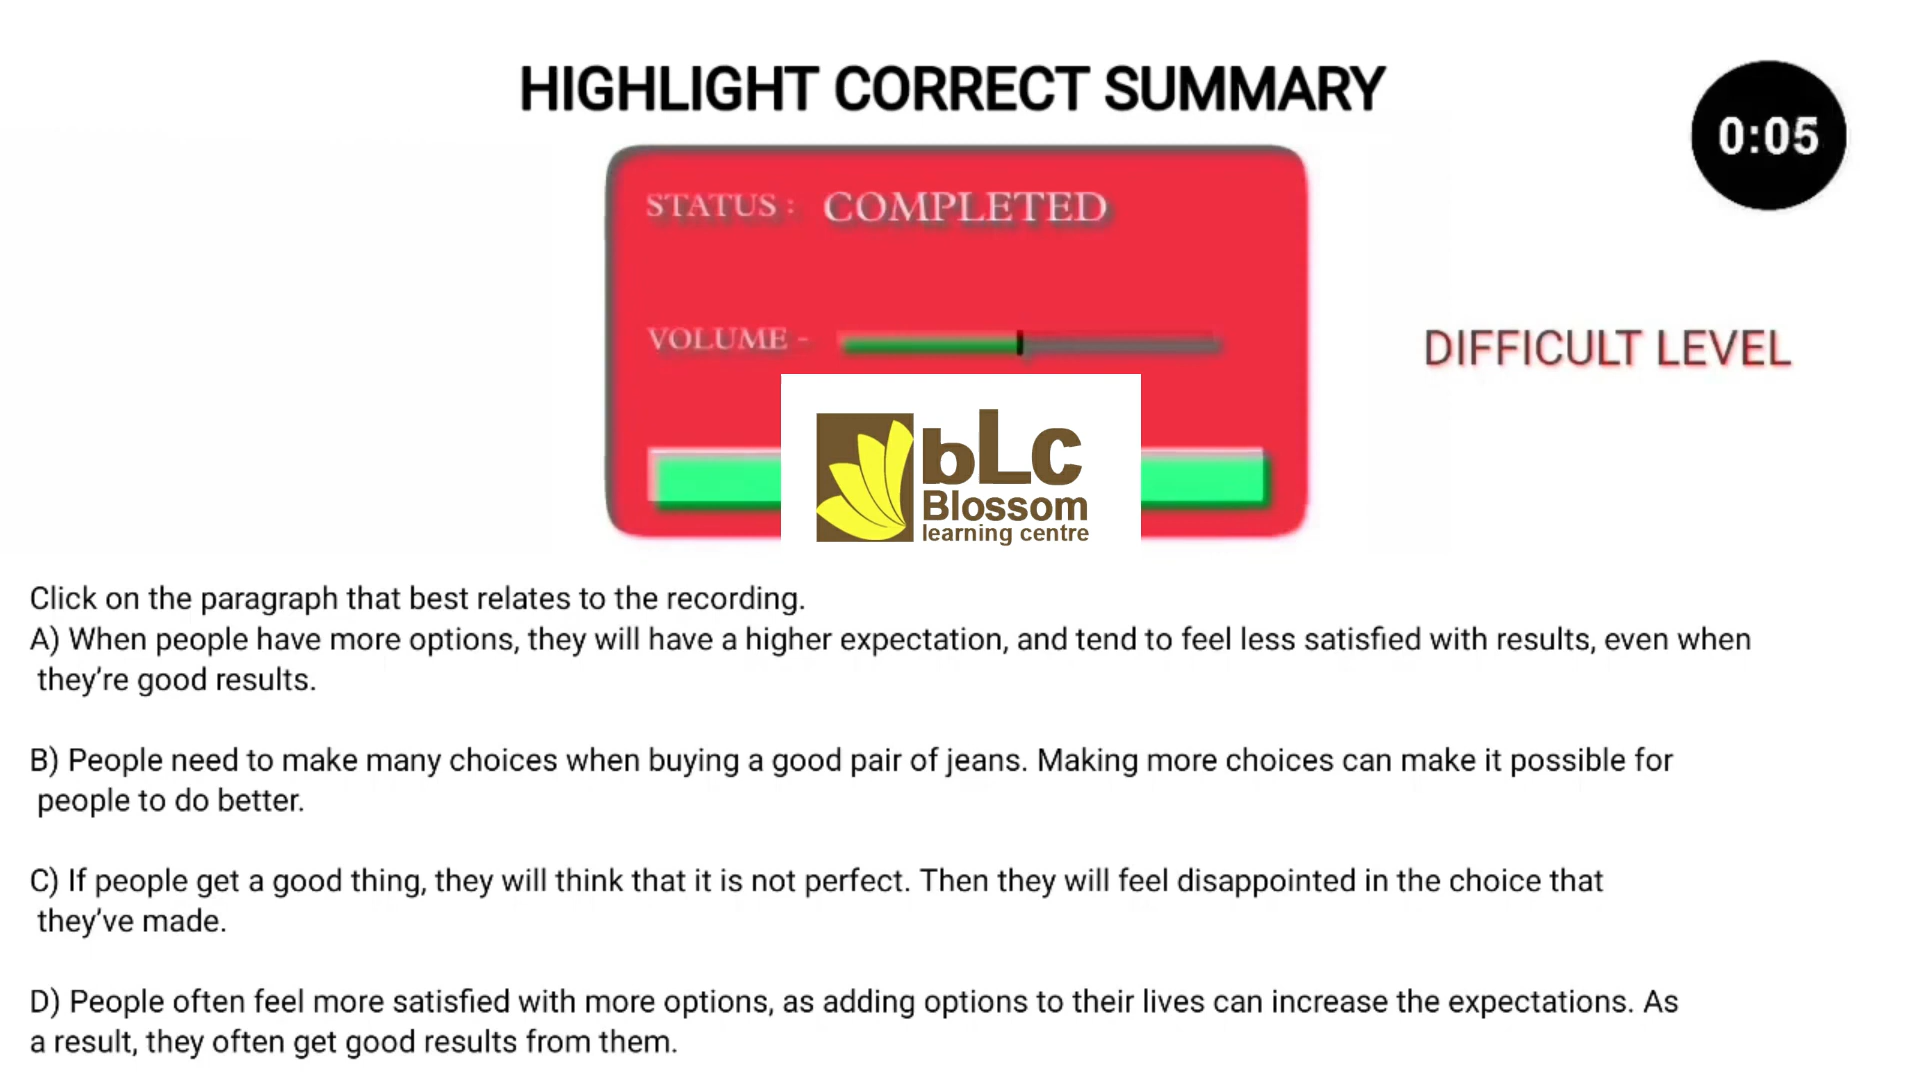 HIGHLIGHT CORRECT SUMMARY
0:05
STATUS : COMPLETED
VOLUME -
DIFFICULT LEVEL
bLc
Blossom
learning centre
Click on the paragraph that best relates to the recording.
A) When people have more options, they will have a higher expectation, and tend to feel less satisfied with results, even when
they’re good results.
B) People need to make many choices when buying a good pair of jeans. Making more choices can make it possible for
people to do better.
C) If people get a good thing, they will think that it is not perfect. Then they will feel disappointed in the choice that
they’ve made.
D) People often feel more satisfied with more options, as adding options to their lives can increase the expectations. As
a result, they often get good results from them.